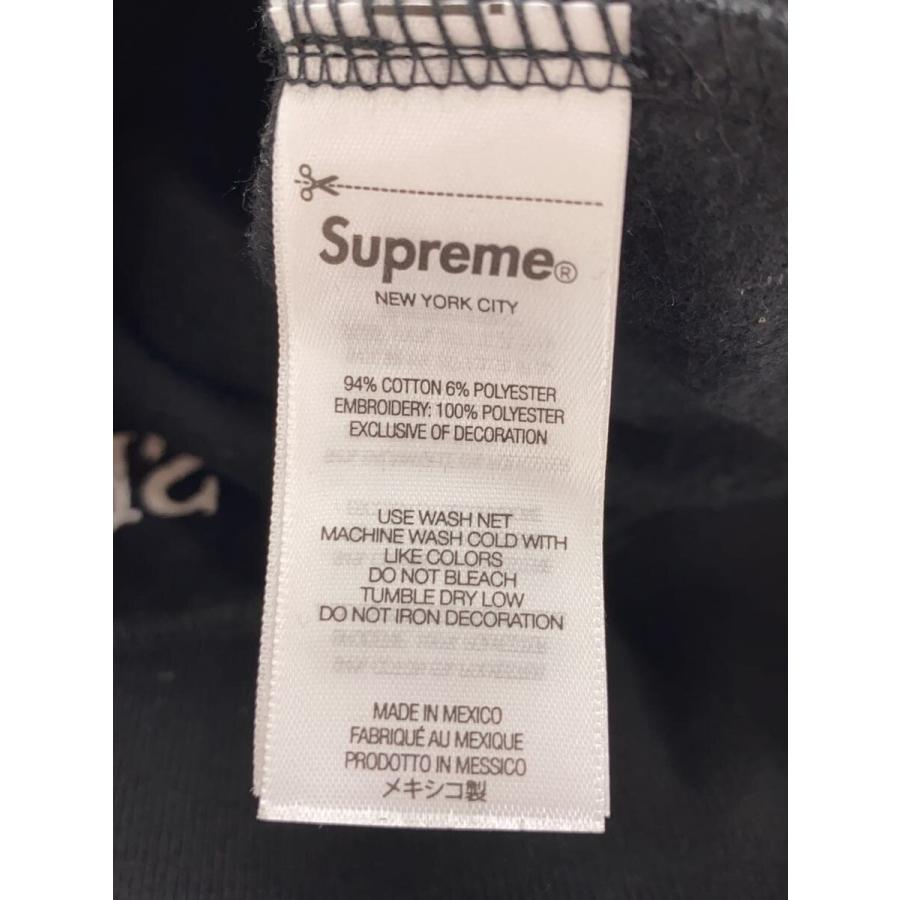 Supreme®
NEW YORK CITY
94% COTTON 6% POLYESTER
EMBROIDERY: 100% POLYESTER
EXCLUSIVE OF DECORATION
USE WASH NET
MACHINE WASH COLD WITH
LIKE COLORS
DO NOT BLEACH
TUMBLE DRY LOW
DO NOT IRON DECORATION
MADE IN MEXICO
FABRIQUÉ AU MEXIQUE
PRODOTTO IN MESSICO
メキシコ製